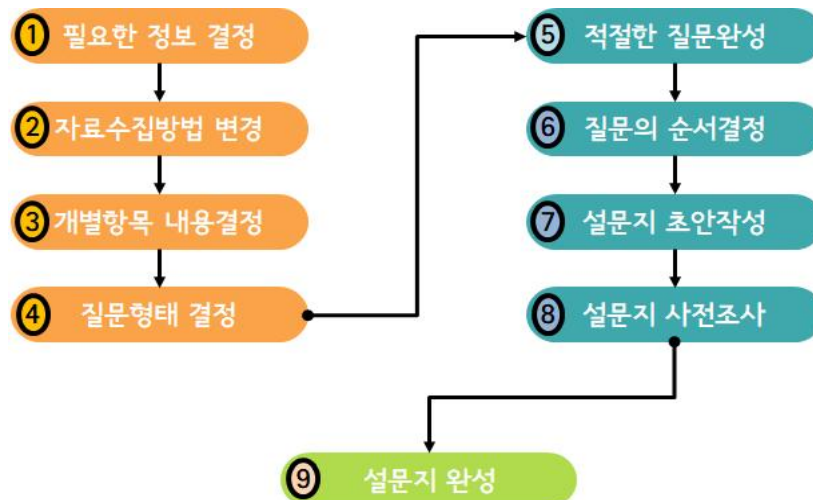 ① 필요한 정보 결정
② 자료수집방법 변경
③ 개별항목 내용결정
④ 질문형태 결정
⑤ 적절한 질문완성
⑥ 질문의 순서결정
⑦ 설문지 초안작성
⑧ 설문지 사전조사
⑨ 설문지 완성